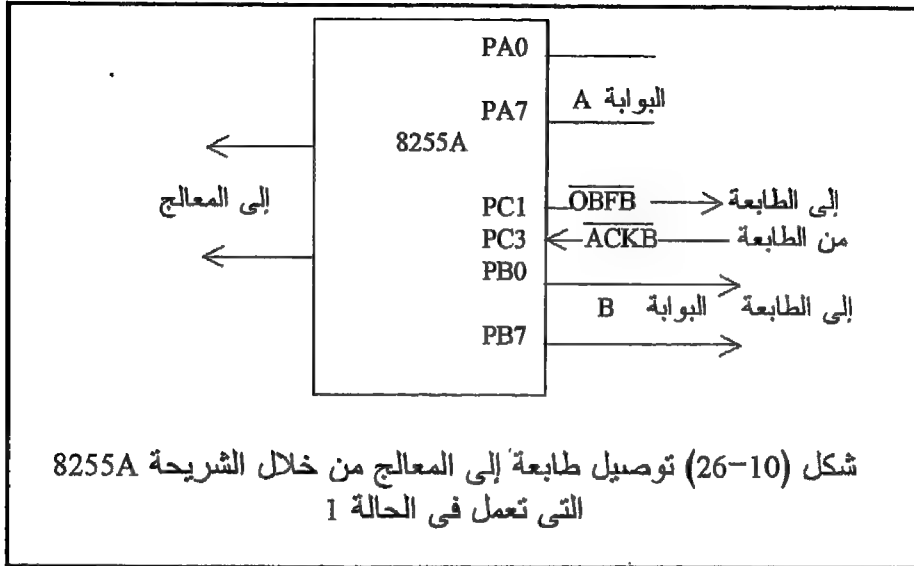 PA0
البوابة A
PA7
8255A
إلى المعالج
PC1 OBFB إلى الطابعة
PC3 ACKB من الطابعة
PB0
إلى الطابعة البوابة B
PB7
شكل (10-26) توصيل طابعة إلى المعالج من خلال الشريحة 8255A
التى تعمل فى الحالة 1